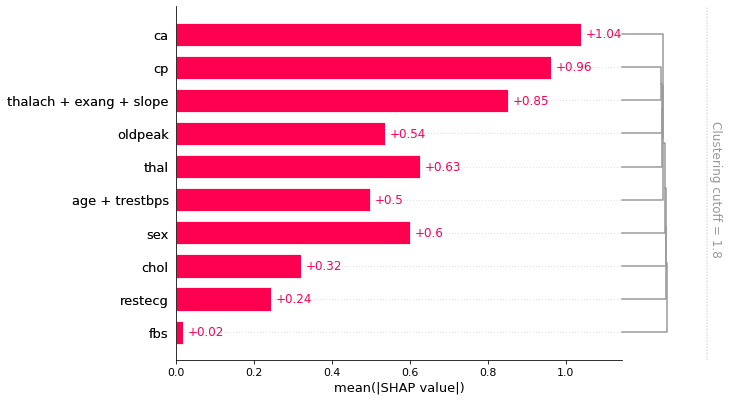 ca +1.04
cp +0.96
thalach + exang + slope +0.85
oldpeak +0.54
thal +0.63
age + trestbps +0.5
sex +0.6
chol +0.32
restecg +0.24
fbs +0.02
0.0 0.2 0.4 0.6 0.8 1.0
mean(|SHAP value|)
Clustering cutoff = 1.8